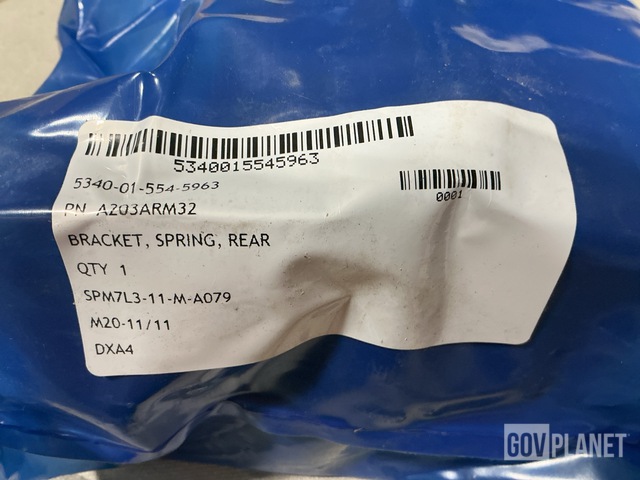 5340015545963
5340-01-554-5963
0001
PN A203ARM32
BRACKET, SPRING, REAR
QTY 1
SPM7L3-11-M-A079
M20-11/11
DXA4
GOVPLANET